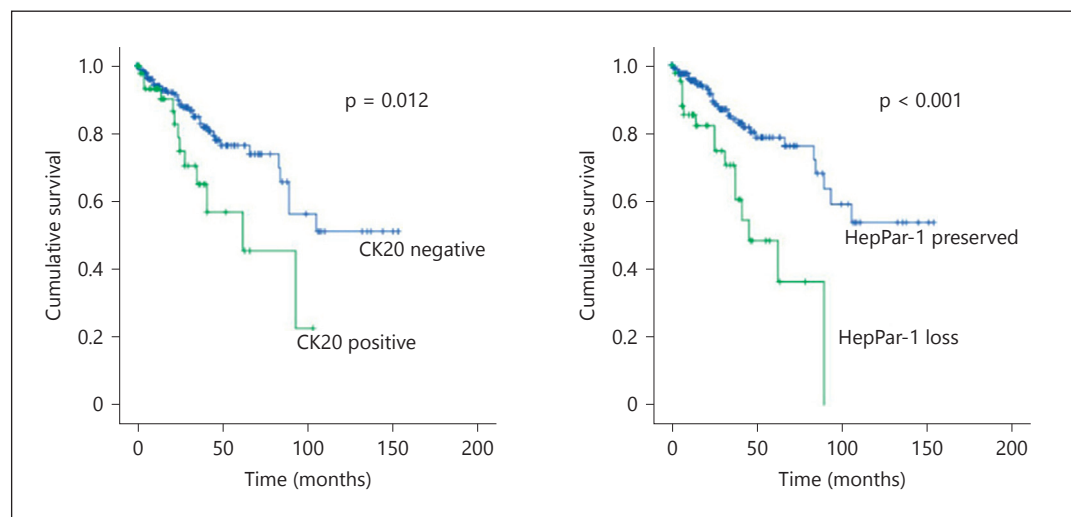 Cumulative survival
1.0
0.8
0.6
0.4
0.2
0
p = 0.012
CK20 negative
CK20 positive
0
50
100
150
200
Time (months)
Cumulative survival
1.0
0.8
0.6
0.4
0.2
0
p < 0.001
HepPar-1 preserved
HepPar-1 loss
0
50
100
150
200
Time (months)